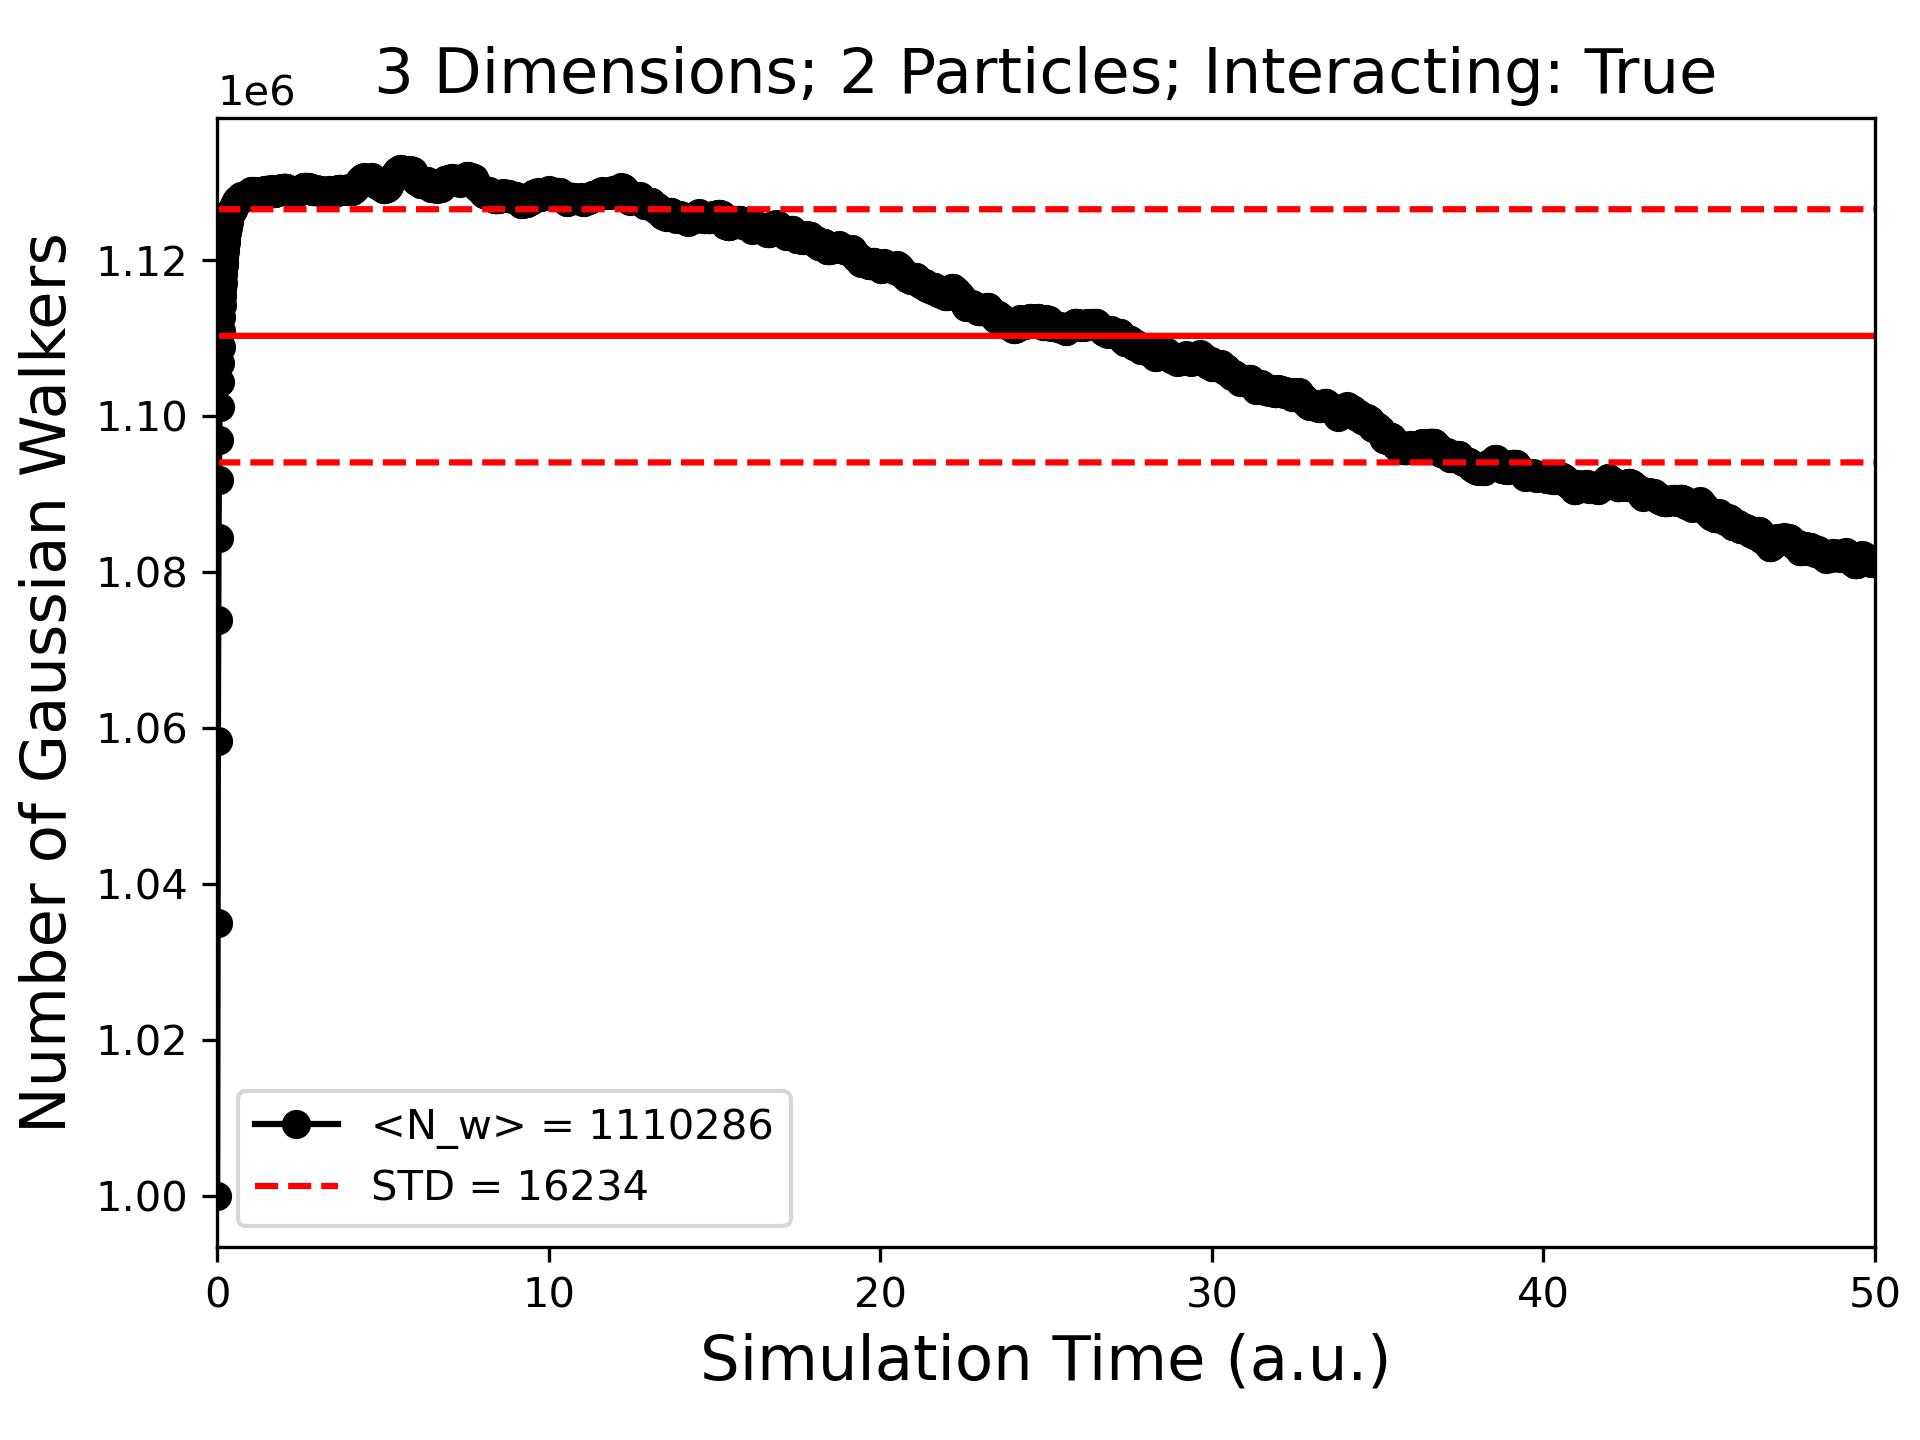 3 Dimensions; 2 Particles; Interacting: True
1e6
Number of Gaussian Walkers
1.12
1.10
1.08
1.06
1.04
1.02
1.00
<N_w> = 1110286
STD = 16234
0 10 20 30 40 50
Simulation Time (a.u.)